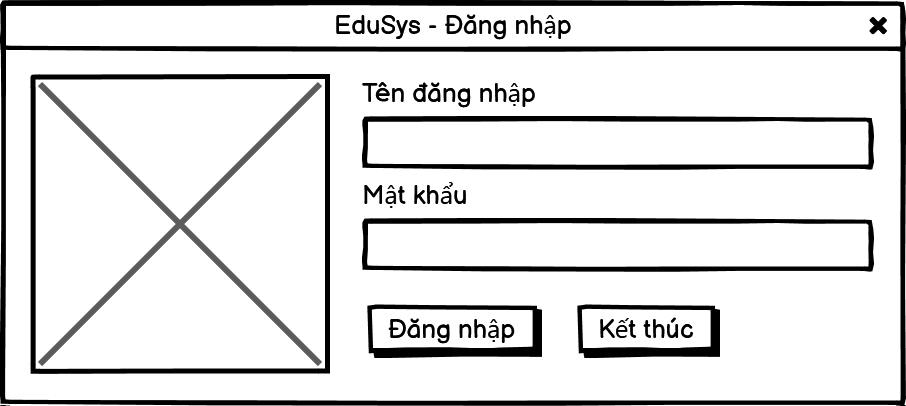 EduSys - Đăng nhập
Tên đăng nhập
Mật khẩu
Đăng nhập
Kết thúc